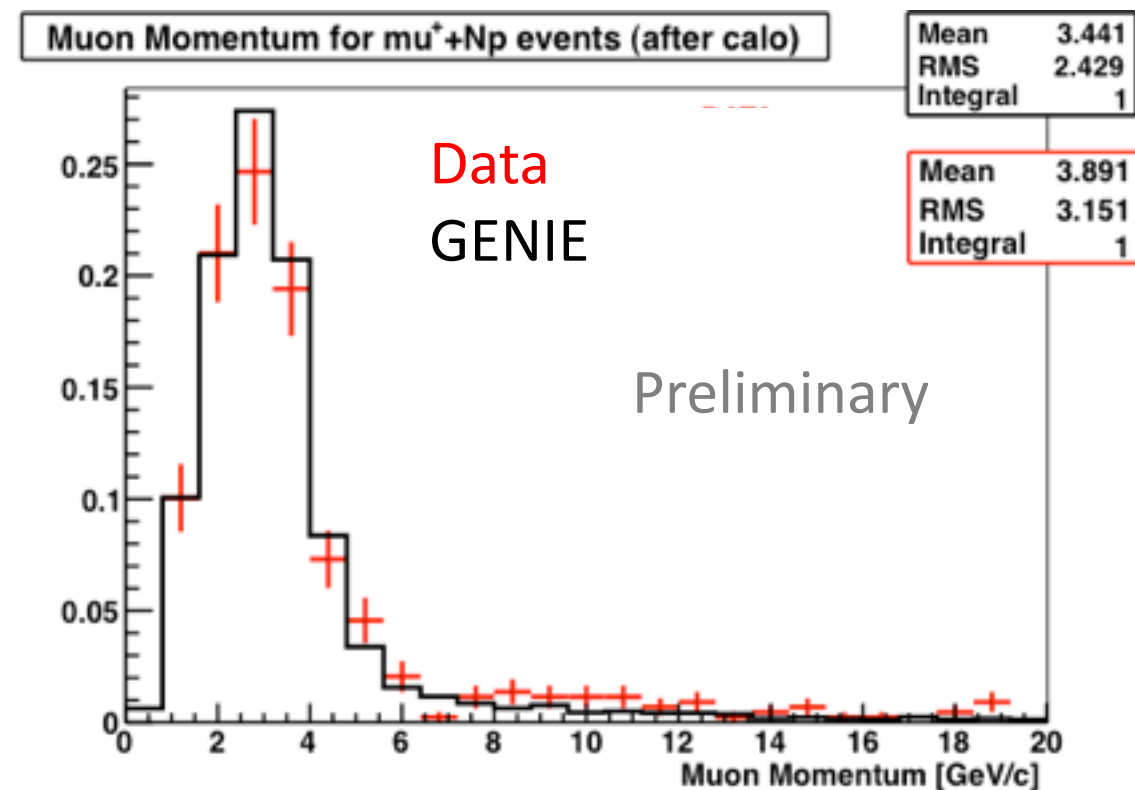 Muon Momentum for mu⁺+Np events (after calo)
Mean 3.441
RMS 2.429
Integral 1
Mean 3.891
RMS 3.151
Integral 1
Data
GENIE
Preliminary
0.25
0.2
0.15
0.1
0.05
0
0 2 4 6 8 10 12 14 16 18 20
Muon Momentum [GeV/c]